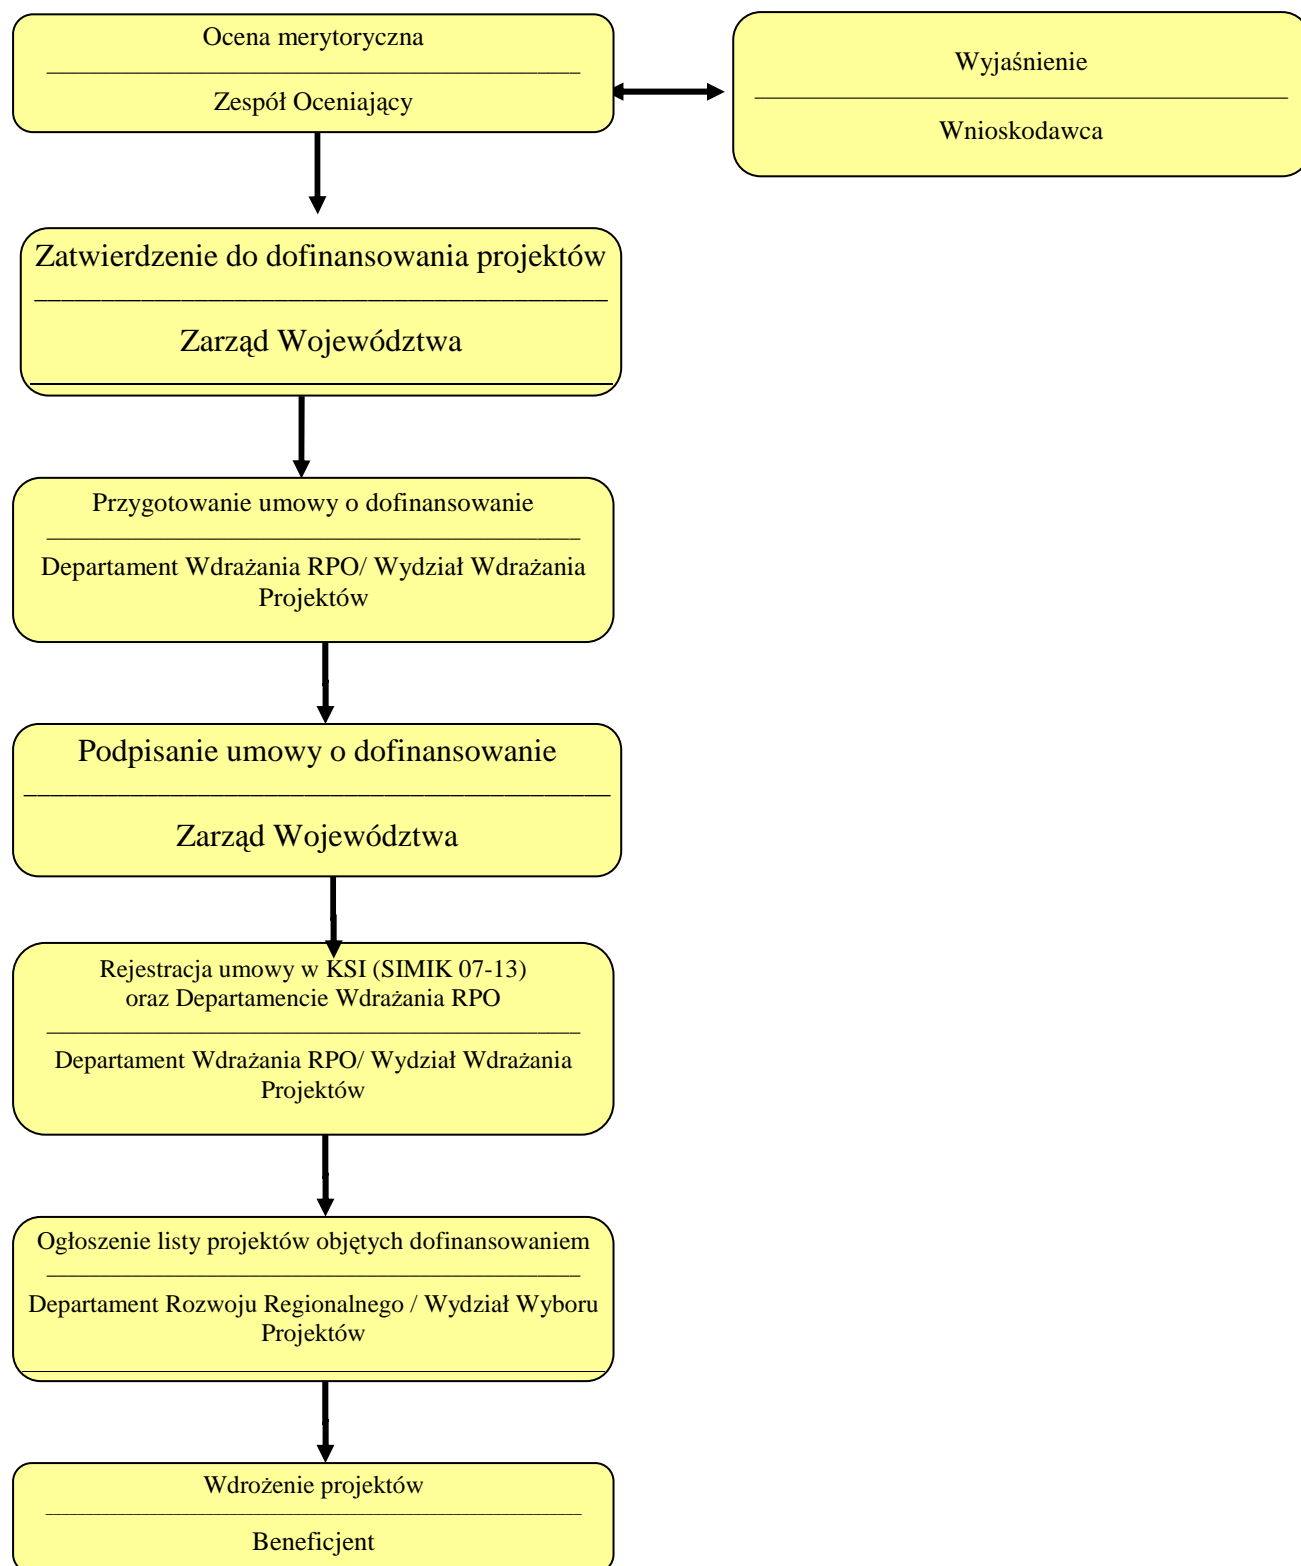 Ocena merytoryczna
Zespół Oceniający
Wyjaśnienie
Wnioskodawca
Zatwierdzenie do dofinansowania projektów
Zarząd Województwa
Przygotowanie umowy o dofinansowanie
Departament Wdrażania RPO/ Wydział Wdrażania
Projektów
Podpisanie umowy o dofinansowanie
Zarząd Województwa
Rejestracja umowy w KSI (SIMIK 07-13)
oraz Departamencie Wdrażania RPO
Departament Wdrażania RPO/ Wydział Wdrażania
Projektów
Ogłoszenie listy projektów objętych dofinansowaniem
Departament Rozwoju Regionalnego / Wydział Wyboru
Projektów
Wdrożenie projektów
Beneficjent